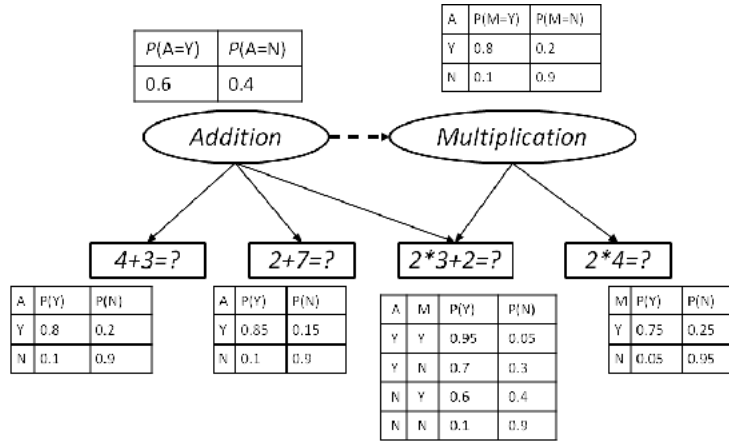 P(A=Y) P(A=N)
0.6 0.4
A P(M=Y) P(M=N)
Y 0.8 0.2
N 0.1 0.9
Addition
Multiplication
4+3=?
2+7=?
2*3+2=?
2*4=?
A P(Y) P(N)
Y 0.8 0.2
N 0.1 0.9
A P(Y) P(N)
Y 0.85 0.15
N 0.1 0.9
A M P(Y) P(N)
Y Y 0.95 0.05
Y N 0.7 0.3
N Y 0.6 0.4
N N 0.1 0.9
M P(Y) P(N)
Y 0.75 0.25
N 0.05 0.95